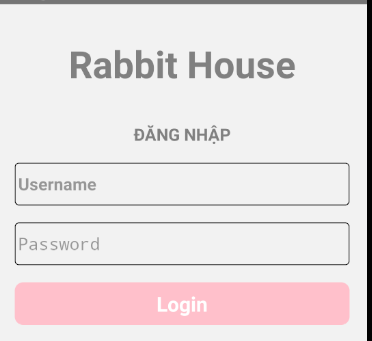 Rabbit House
ĐĂNG NHẬP
Username
Password
Login